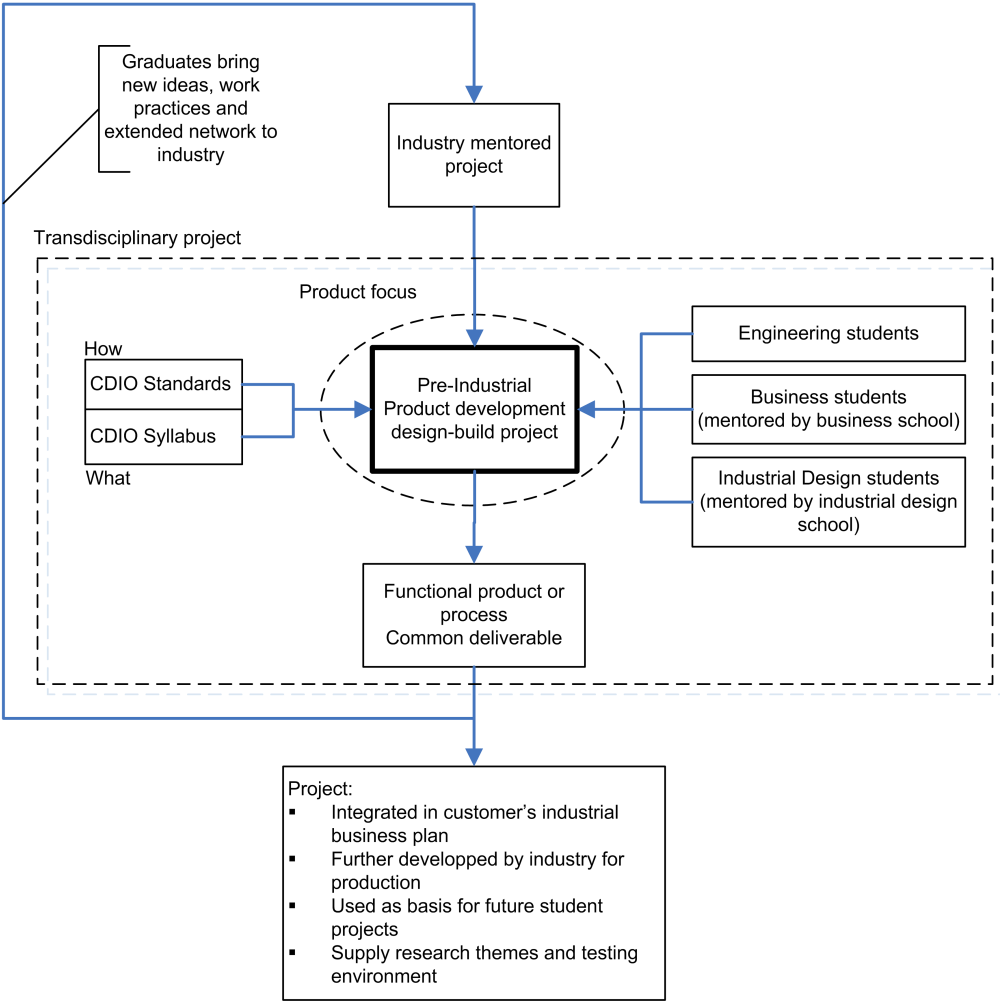 Graduates bring
new ideas, work
practices and
extended network to
industry
Industry mentored
project
Transdisciplinary project
Product focus
How
CDIO Standards
CDIO Syllabus
What
Pre-Industrial
Product development
design-build project
Engineering students
Business students
(mentored by business school)
Industrial Design students
(mentored by industrial design
school)
Functional product or
process
Common deliverable
Project:
▪ Integrated in customer’s industrial
business plan
▪ Further developped by industry for
production
▪ Used as basis for future student
projects
▪ Supply research themes and testing
environment